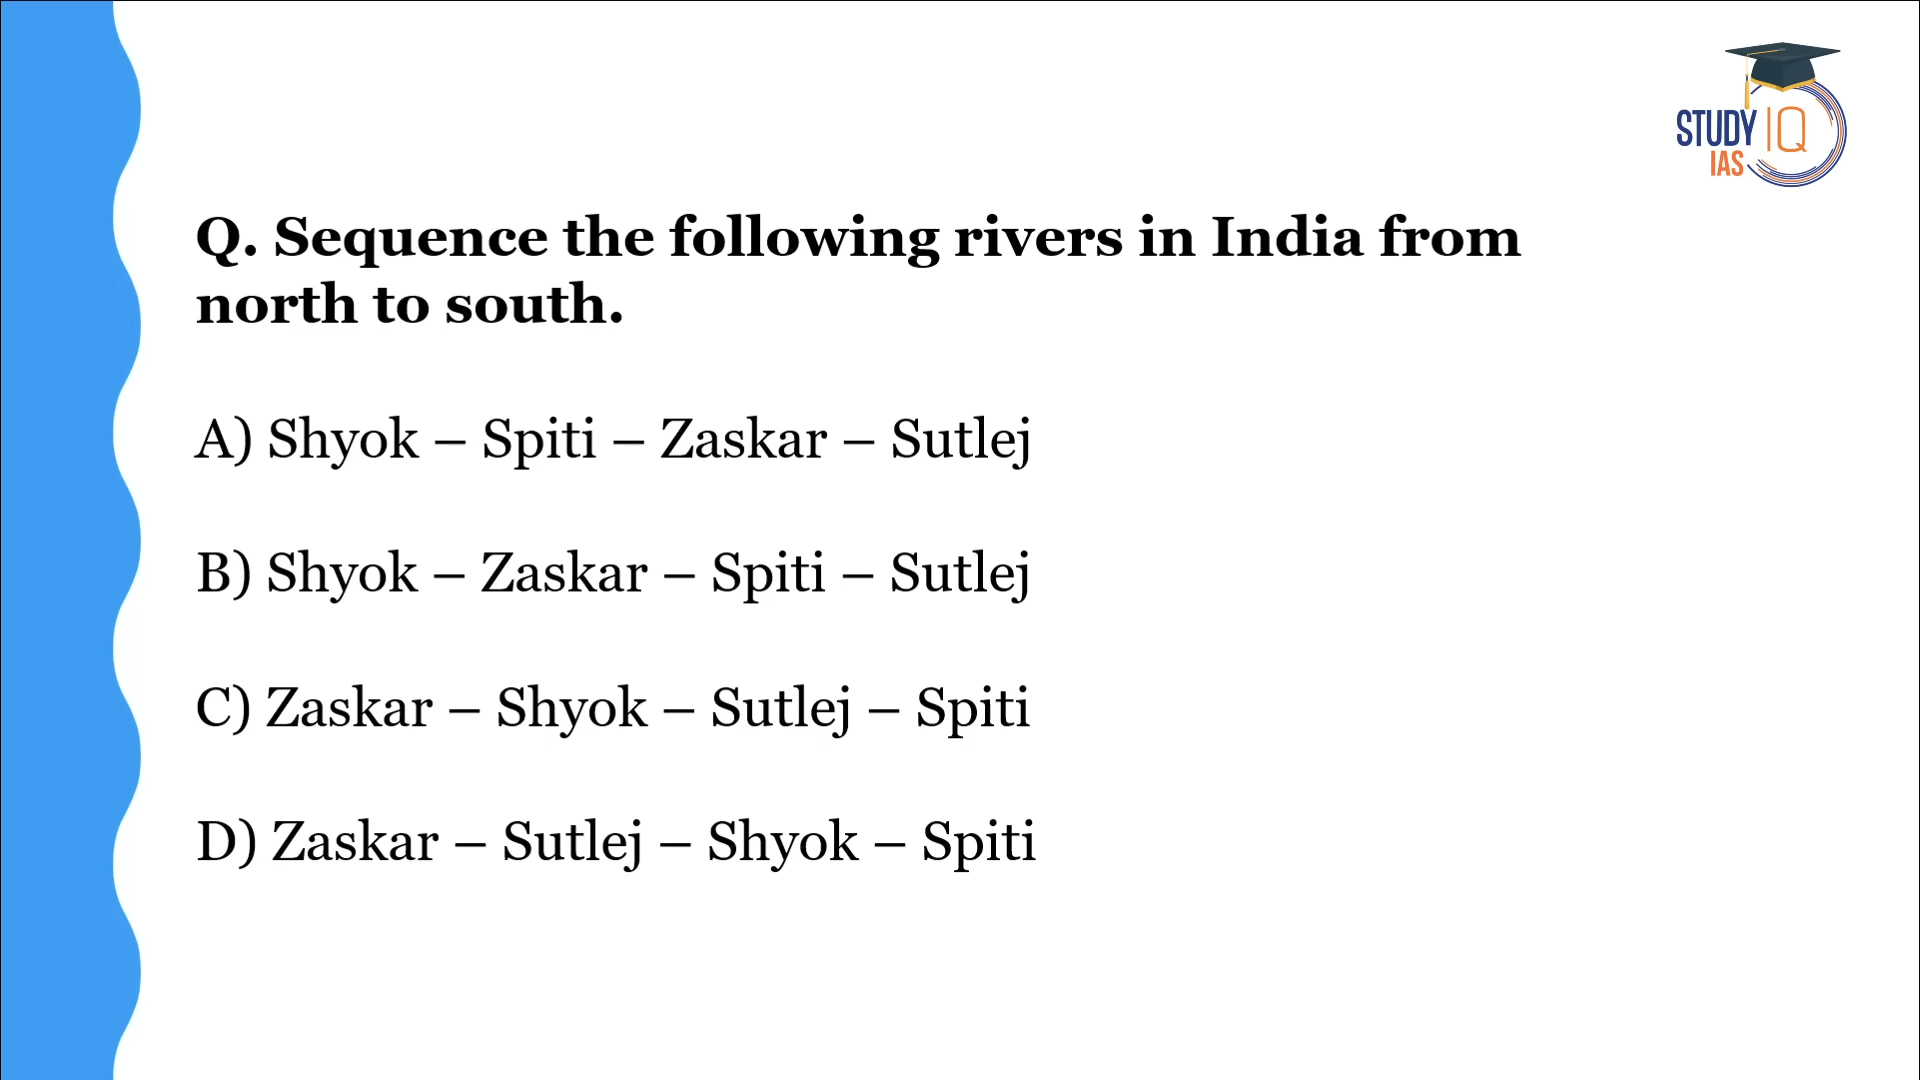 STUDY IQ
IAS
Q. Sequence the following rivers in India from
north to south.
A) Shyok – Spiti – Zaskar – Sutlej
B) Shyok – Zaskar – Spiti – Sutlej
C) Zaskar – Shyok – Sutlej – Spiti
D) Zaskar – Sutlej – Shyok – Spiti